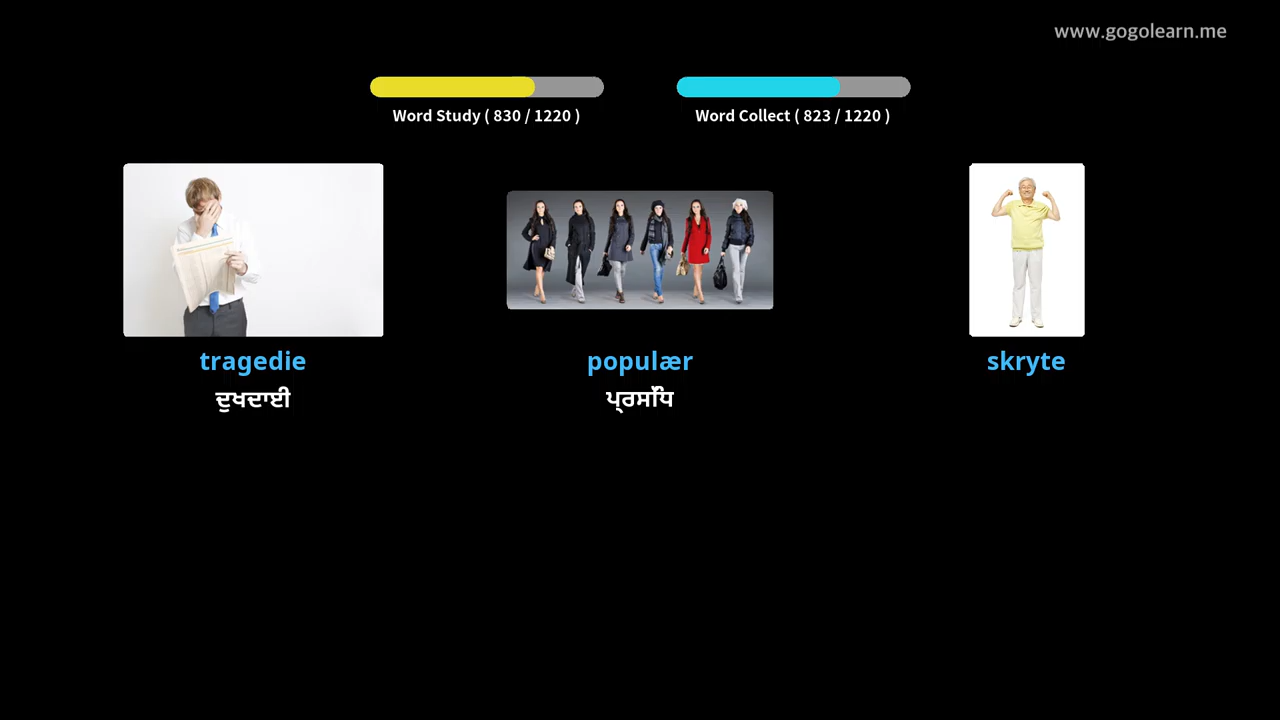 www.gogolearn.me
Word Study ( 830 / 1220 )
Word Collect ( 823 / 1220 )
tragedie
populær
skryte
ਦੁਖਦਾਈ
ਪ੍ਰਸਿੱਧ